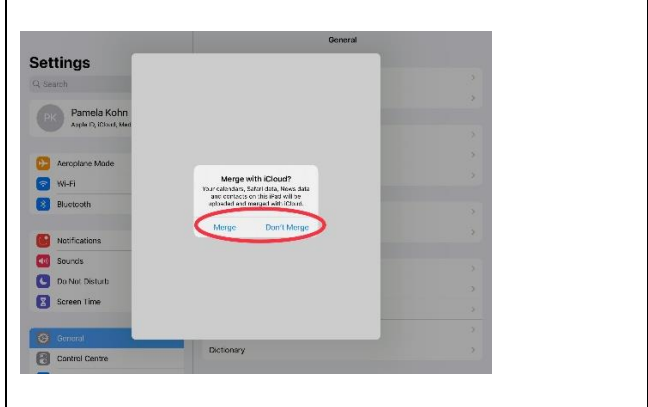 General
Settings
Search
PK
Pamela Kohn
Apple ID, iCloud, Med
Aeroplane Mode
Wi-Fi
Bluetooth
Merge with iCloud?
Your calendars, Safari data, News data
and contacts on this iPad will be
uploaded and merged with iCloud.
Merge Don't Merge
Notifications
Sounds
Do Not Disturb
Screen Time
General
Control Centre
Dictionary